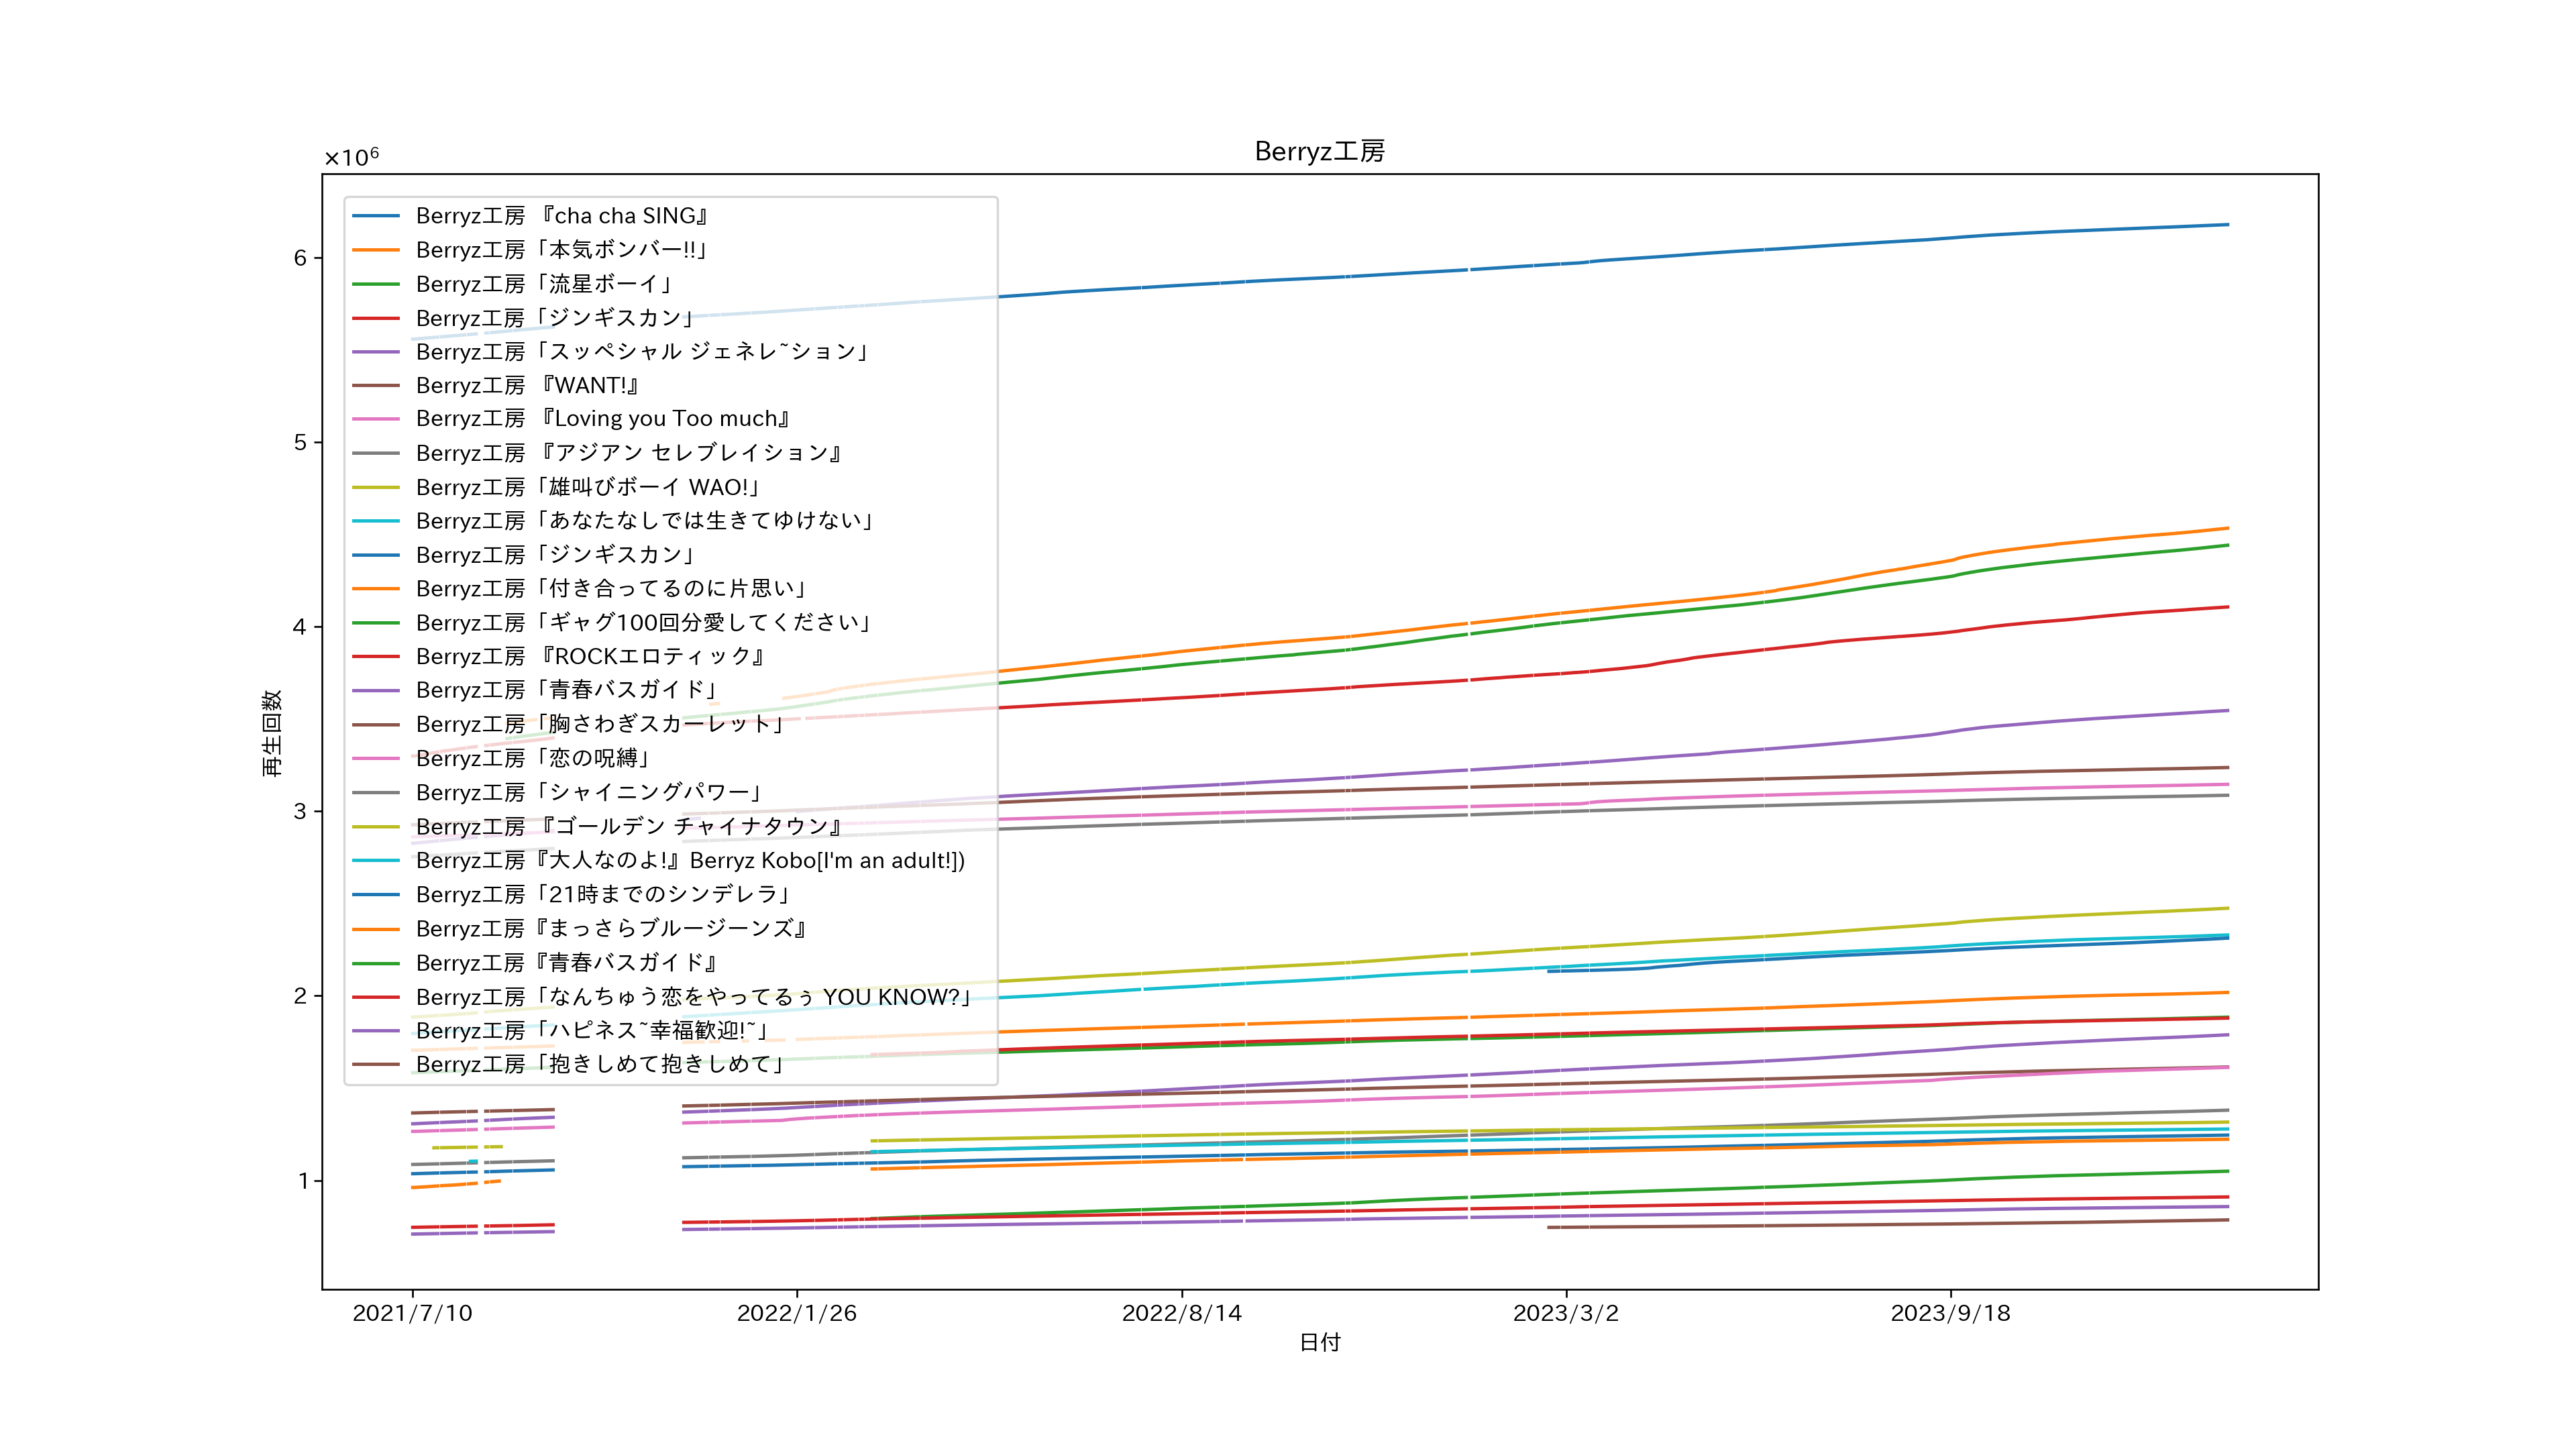 Berryz工房
×10⁶
Berryz工房 『cha cha SING』
Berryz工房「本気ボンバー!!」
Berryz工房「流星ボーイ」
Berryz工房「ジンギスカン」
Berryz工房「スッペシャル ジェネレ~ション」
Berryz工房 『WANT!』
Berryz工房 『Loving you Too much』
Berryz工房 『アジアン セレブレイション』
Berryz工房「雄叫びボーイ WAO!」
Berryz工房「あなたなしでは生きてゆけない」
Berryz工房「ジンギスカン」
Berryz工房「付き合ってるのに片思い」
Berryz工房「ギャグ100回分愛してください」
Berryz工房 『ROCKエロティック』
Berryz工房「青春バスガイド」
Berryz工房「胸さわぎスカーレット」
Berryz工房「恋の呪縛」
Berryz工房「シャイニングパワー」
Berryz工房 『ゴールデン チャイナタウン』
Berryz工房『大人なのよ!』Berryz Kobo[I'm an adult!])
Berryz工房「21時までのシンデレラ」
Berryz工房『まっさらブルージーンズ』
Berryz工房『青春バスガイド』
Berryz工房「なんちゅう恋をやってるぅ YOU KNOW?」
Berryz工房「ハピネス~幸福歓迎!~」
Berryz工房「抱きしめて抱きしめて」
6
5
4
3
2
1
再生回数
2021/7/10
2022/1/26
2022/8/14
2023/3/2
2023/9/18
日付